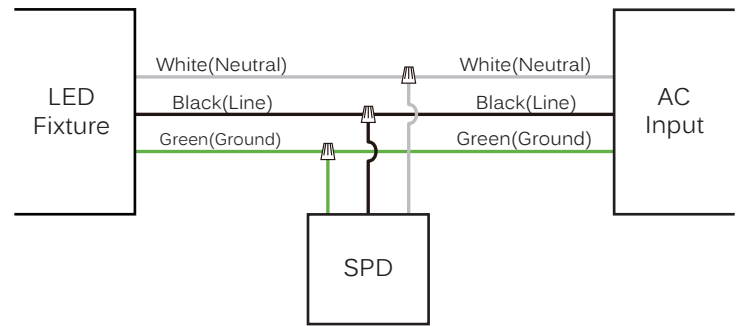 LED
Fixture
White(Neutral)
Black(Line)
Green(Ground)
White(Neutral)
Black(Line)
Green(Ground)
AC
Input
SPD